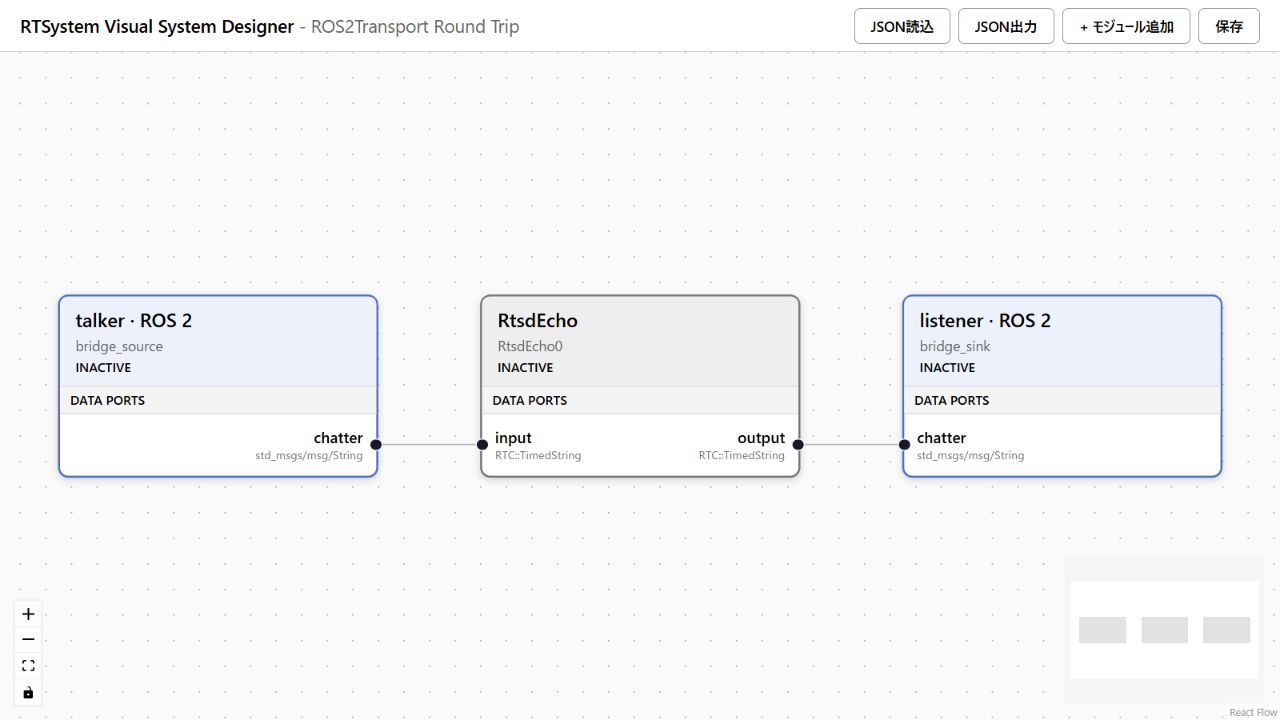 RTSystem Visual System Designer - ROS2Transport Round Trip
JSON読込
JSON出力
+ モジュール追加
保存
talker · ROS 2
bridge_source
INACTIVE
DATA PORTS
chatter
std_msgs/msg/String
RtsdEcho
RtsdEcho0
INACTIVE
DATA PORTS
input
RTC::TimedString
output
RTC::TimedString
listener · ROS 2
bridge_sink
INACTIVE
DATA PORTS
chatter
std_msgs/msg/String
React Flow